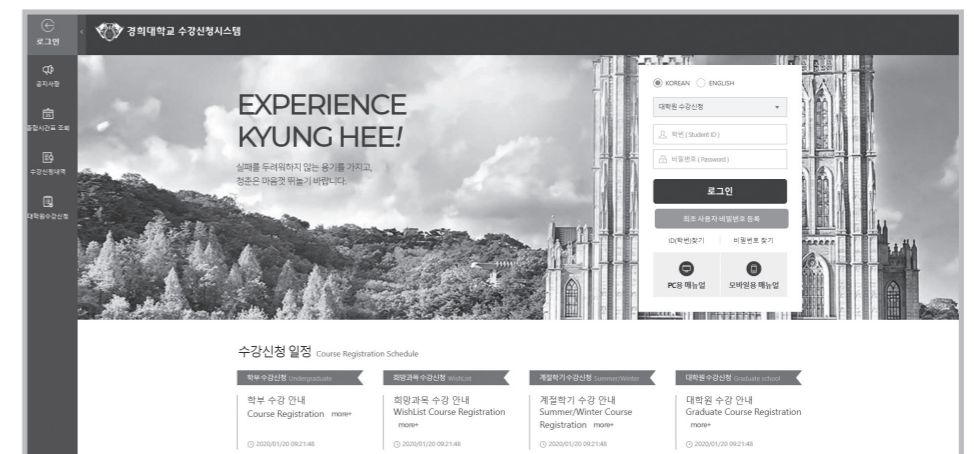 로그인
경희대학교 수강신청시스템
공지사항
종합시간표 조회
수강신청내역
대학원수강신청
EXPERIENCE
KYUNG HEE!
실패를 두려워하지 않는 용기를 가지고,
청춘은 마음껏 뛰놀기 바랍니다.
KOREAN ENGLISH
대학원 수강신청
학번 ( Student ID )
비밀번호 ( Password )
로그인
최초 사용자 비밀번호 등록
ID(학번)찾기 비밀번호 찾기
PC용 매뉴얼 모바일용 매뉴얼
수강신청 일정 Course Registration Schedule
학부 수강신청 Undergraduate
학부 수강 안내
Course Registration more+
2020/01/20 09:21:48
희망과목 수강신청 WishList
희망과목 수강 안내
WishList Course Registration
more+
2020/01/20 09:21:48
계절학기 수강신청 Summer/Winter
계절학기 수강 안내
Summer/Winter Course
Registration more+
2020/01/20 09:21:48
대학원 수강신청 Graduate school
대학원 수강 안내
Graduate Course Registration
more+
2020/01/20 09:21:48